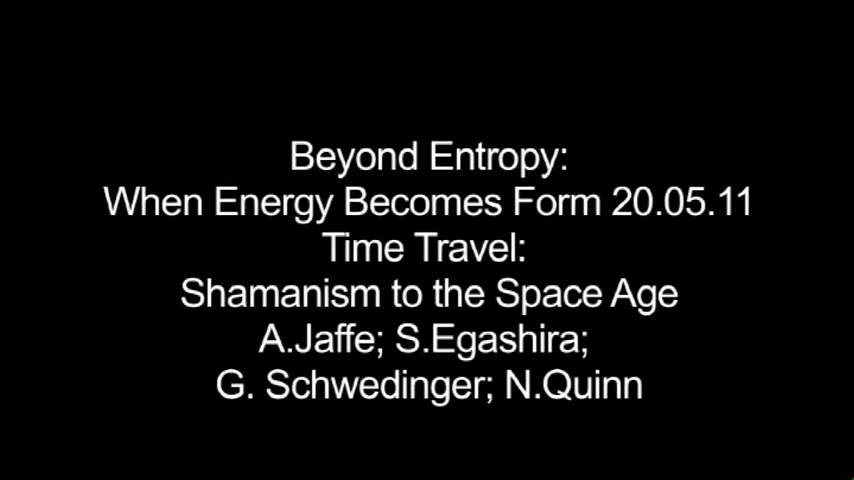 Beyond Entropy:
When Energy Becomes Form 20.05.11
Time Travel:
Shamanism to the Space Age
A.Jaffe; S.Egashira;
G. Schwedinger; N.Quinn